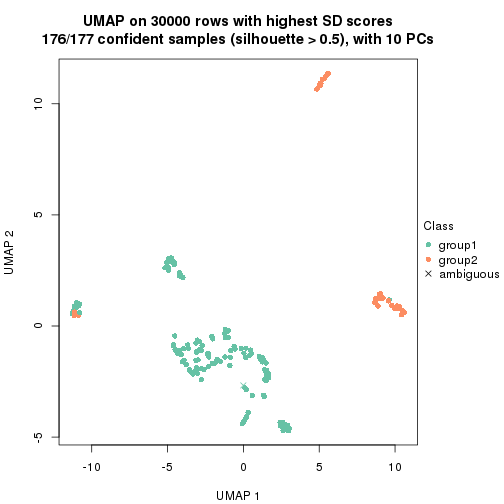 UMAP on 30000 rows with highest SD scores
176/177 confident samples (silhouette > 0.5), with 10 PCs
10
5
0
-5
UMAP 2
-10
-5
0
5
10
UMAP 1
Class
group1
group2
ambiguous